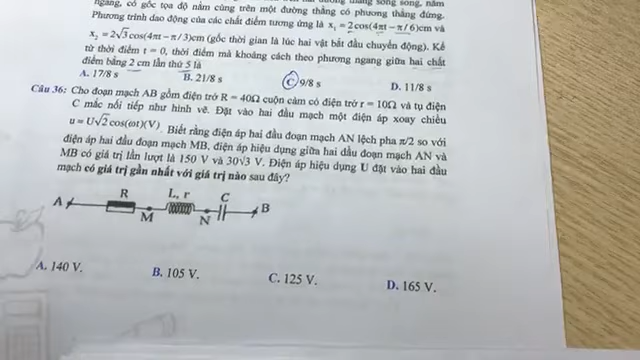 ngang, có gốc tọa độ nằm cùng trên một đường thẳng có phương thẳng đứng.
Phương trình dao động của các chất điểm tương ứng là x₁ = 2cos(4πt − π/6)cm và
x₂ = 2√3cos(4πt − π/3)cm (gốc thời gian là lúc hai vật bắt đầu chuyển động). Kể
từ thời điểm t = 0, thời điểm mà khoảng cách theo phương ngang giữa hai chất
điểm bằng 2 cm lần thứ 5 là
A. 17/8 s B. 21/8 s C. 9/8 s D. 11/8 s
Câu 36: Cho đoạn mạch AB gồm điện trở R = 40Ω cuộn cảm có điện trở r = 10Ω và tụ điện
C mắc nối tiếp như hình vẽ. Đặt vào hai đầu mạch một điện áp xoay chiều
u = U√2cos(ωt)(V). Biết rằng điện áp hai đầu đoạn mạch AN lệch pha π/2 so với
điện áp hai đầu đoạn mạch MB, điện áp hiệu dụng giữa hai đầu đoạn mạch AN và
MB có giá trị lần lượt là 150 V và 30√3 V. Điện áp hiệu dụng U đặt vào hai đầu
mạch có giá trị gần nhất với giá trị nào sau đây?
A R M L, r N C B
A. 140 V. B. 105 V. C. 125 V. D. 165 V.